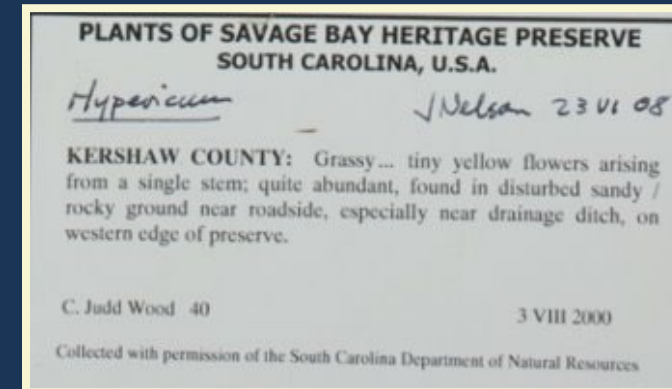 PLANTS OF SAVAGE BAY HERITAGE PRESERVE
SOUTH CAROLINA, U.S.A.
Hypericum JNelson 23 VI 08
KERSHAW COUNTY: Grassy... tiny yellow flowers arising
from a single stem; quite abundant, found in disturbed sandy /
rocky ground near roadside, especially near drainage ditch, on
western edge of preserve.
C. Judd Wood 40 3 VIII 2000
Collected with permission of the South Carolina Department of Natural Resources